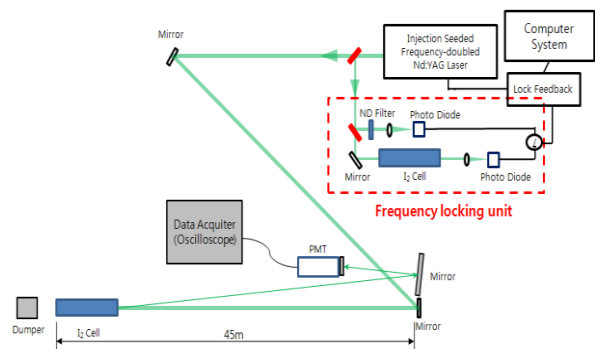 Mirror
Injection Seeded
Frequency-doubled
Nd:YAG Laser
Computer
System
Lock Feedback
ND Filter
Photo Diode
Mirror
I₂ Cell
Photo Diode
Frequency locking unit
Data Acquiter
(Oscilloscope)
PMT
Mirror
Dumper
I₂ Cell
45m
Mirror